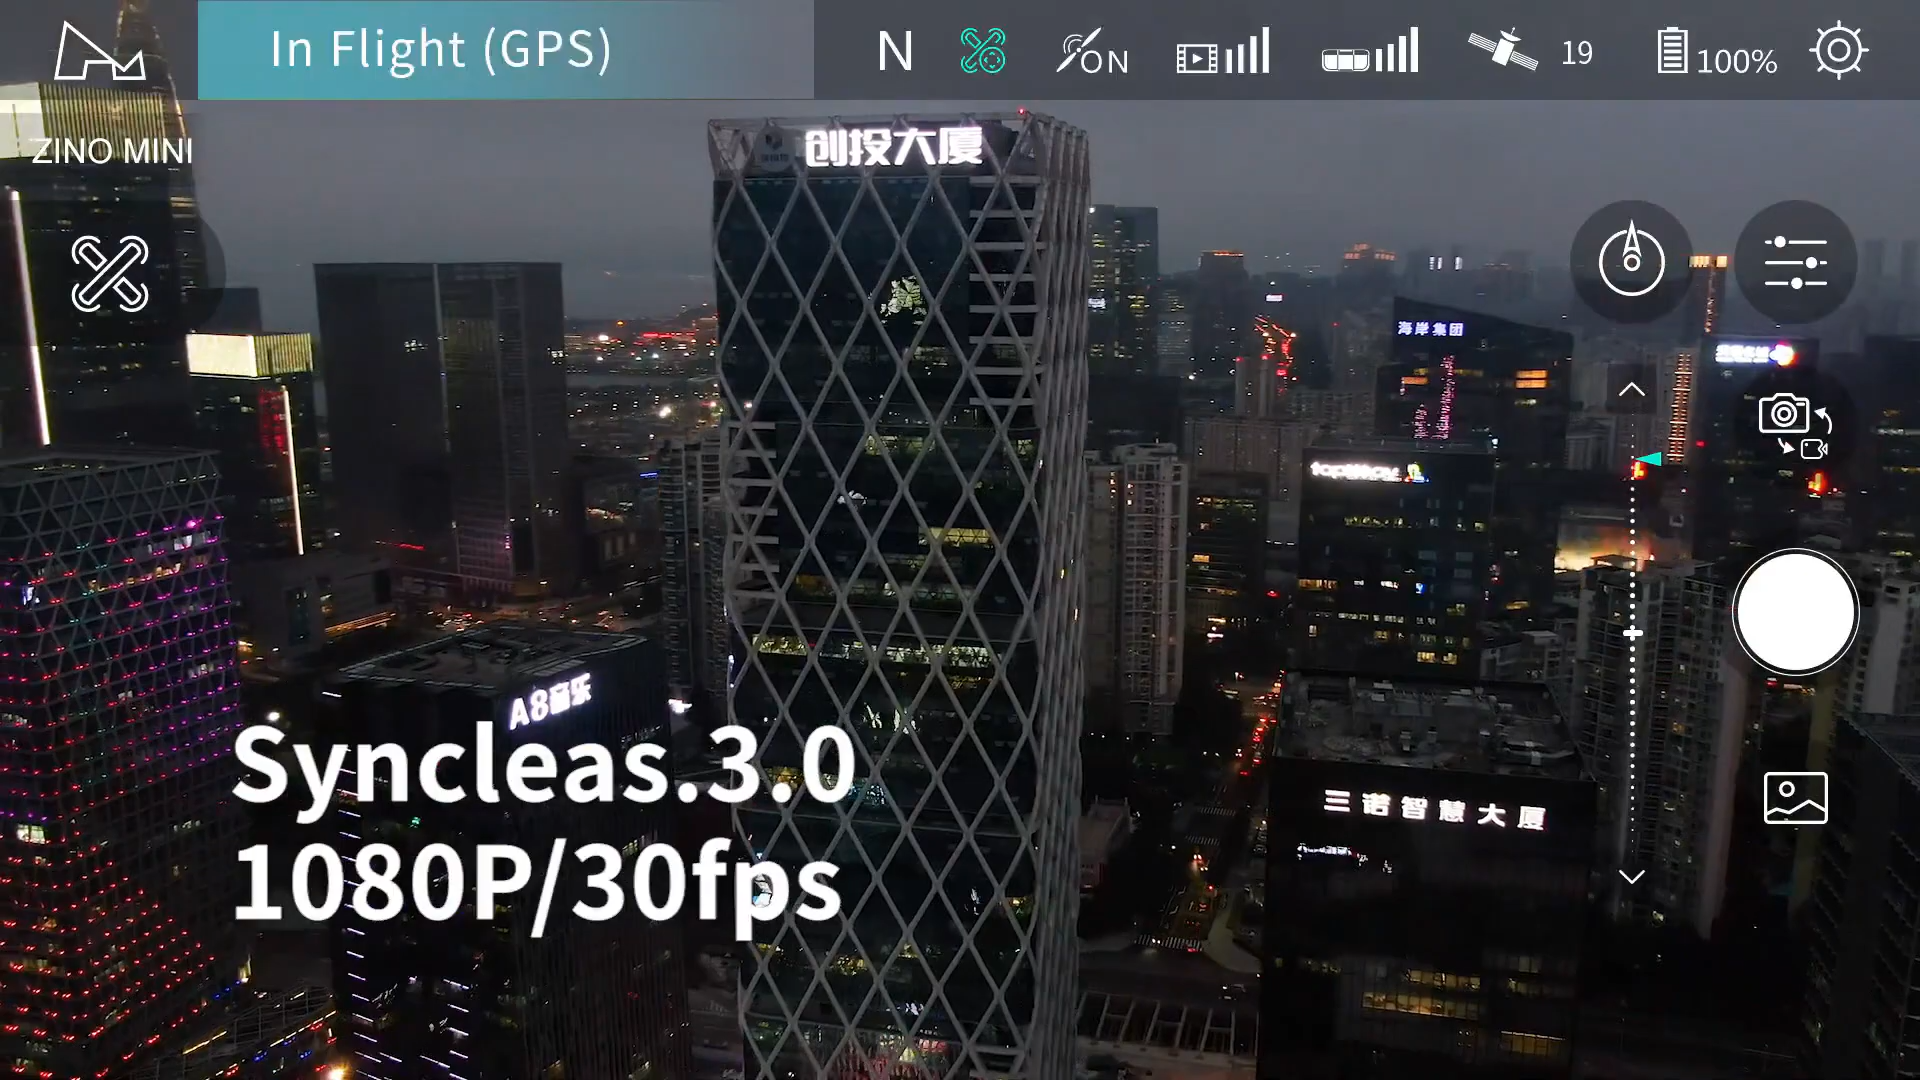 In Flight (GPS)
N
ON
19
100%
ZINO MINI
创投大厦
海岸集团
A8音乐
Syncleas.3.0
1080P/30fps
三诺智慧大厦